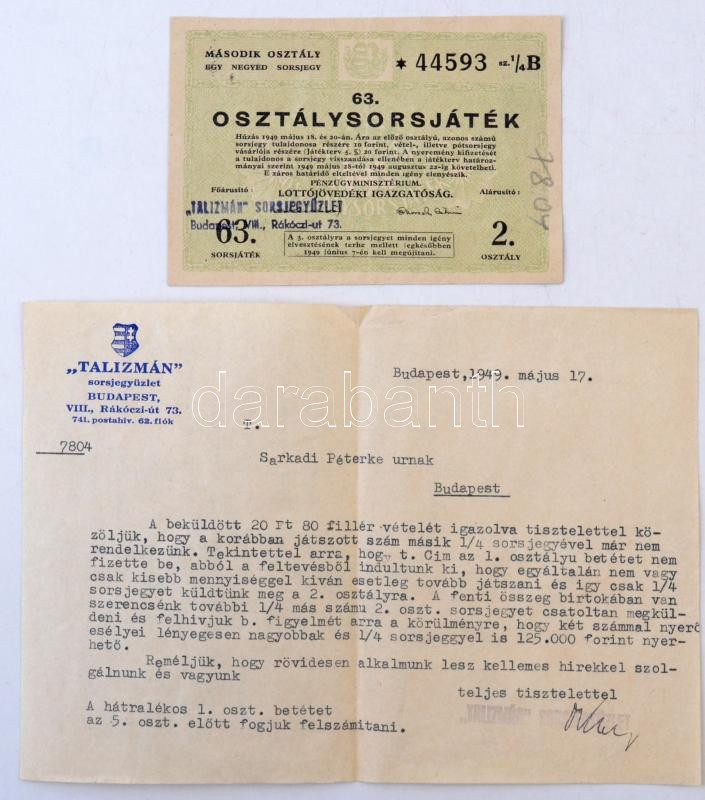 MÁSODIK OSZTÁLY
EGY NEGYED SORSJEGY
* 44593 sz. 1/4 B
63.
OSZTÁLYSORSJÁTÉK
Húzás 1949 május 18. és 20-án. Ára az előző osztályú, azonos számú
sorsjegy tulajdonosa részére 10 forint, vétel-, illetve pótsorsjegy
vásárlója részére (Játékterv 5. §) 20 forint. A nyeremény kifizetését
a tulajdonos a sorsjegy visszaadása ellenében a játékterv határoz-
mányai szerint 1949 május 28-tól 1949 augusztus 22-ig követelheti.
E záros határidő elteltével minden igény elenyészik.
PÉNZÜGYMINISZTÉRIUM.
Főárusító:
LOTTÓJÖVEDÉKI IGAZGATÓSÁG.
Alárusító:
7804
"TALIZMÁN" SORSJEGYÜZLET
Budapest, VIII., Rákóczi-ut 73.
63.
SORSJÁTÉK
A 3. osztályra a sorsjegyet minden igény
elvesztésének terhe mellett legkésőbben
1949 június 7-én kell megújítani.
2.
OSZTÁLY
„TALIZMÁN”
sorsjegyüzlet
BUDAPEST,
VIII., Rákóczi-út 73.
741. postahiv. 62. fiók
7804
Budapest,1949. május 17.
T.
Sarkadi Péterke urnak
Budapest
A beküldött 20 Ft 80 fillér vételét igazolva tisztelettel kö-
zöljük, hogy a korábban játszott szám másik 1/4 sorsjegyével már nem
rendelkezünk. Tekintettel arra, hogy t. Cim az 1. osztályu betétet nem
fizette be, abból a feltevésből indultunk ki, hogy egyáltalán nem vagy
csak kisebb mennyiséggel kiván esetleg tovább játszani és igy csak 1/4
sorsjegyet küldtünk meg a 2. osztályra. A fenti összeg birtokában van
szerencsénk további 1/4 más számu 2. oszt. sorsjegyet csatoltan megkül-
deni és felhivjuk b. figyelmét arra a körülményre, hogy két számmal nyerő
esélyei lényegesen nagyobbak és 1/4 sorsjeggyel is 125.000 forint nyer-
hető.
Reméljük, hogy rövidesen alkalmunk lesz kellemes hirekkel szol-
gálnunk és vagyunk
teljes tisztelettel
A hátralékos 1. oszt. betétet
az 5. oszt. előtt fogjuk felszámitani.
darabanth